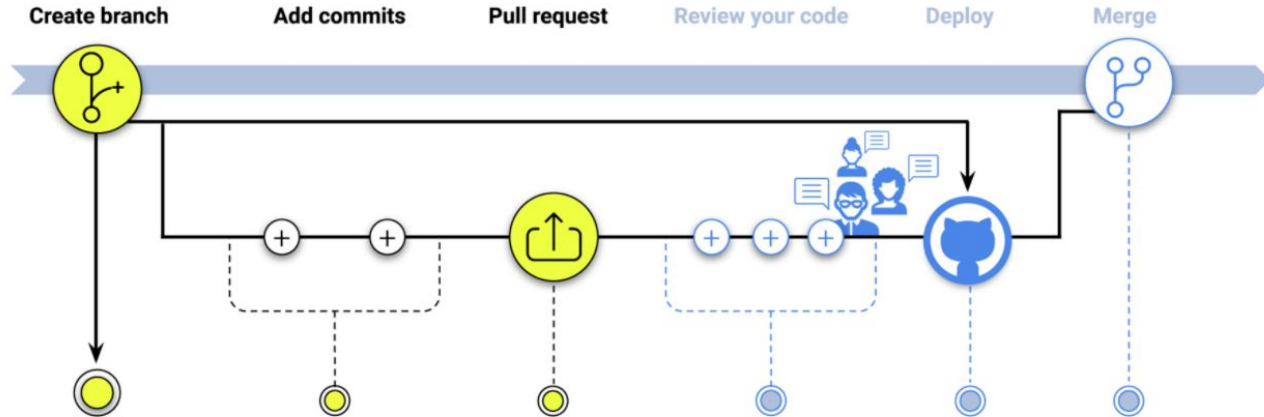 Create branch
Add commits
Pull request
Review your code
Deploy
Merge